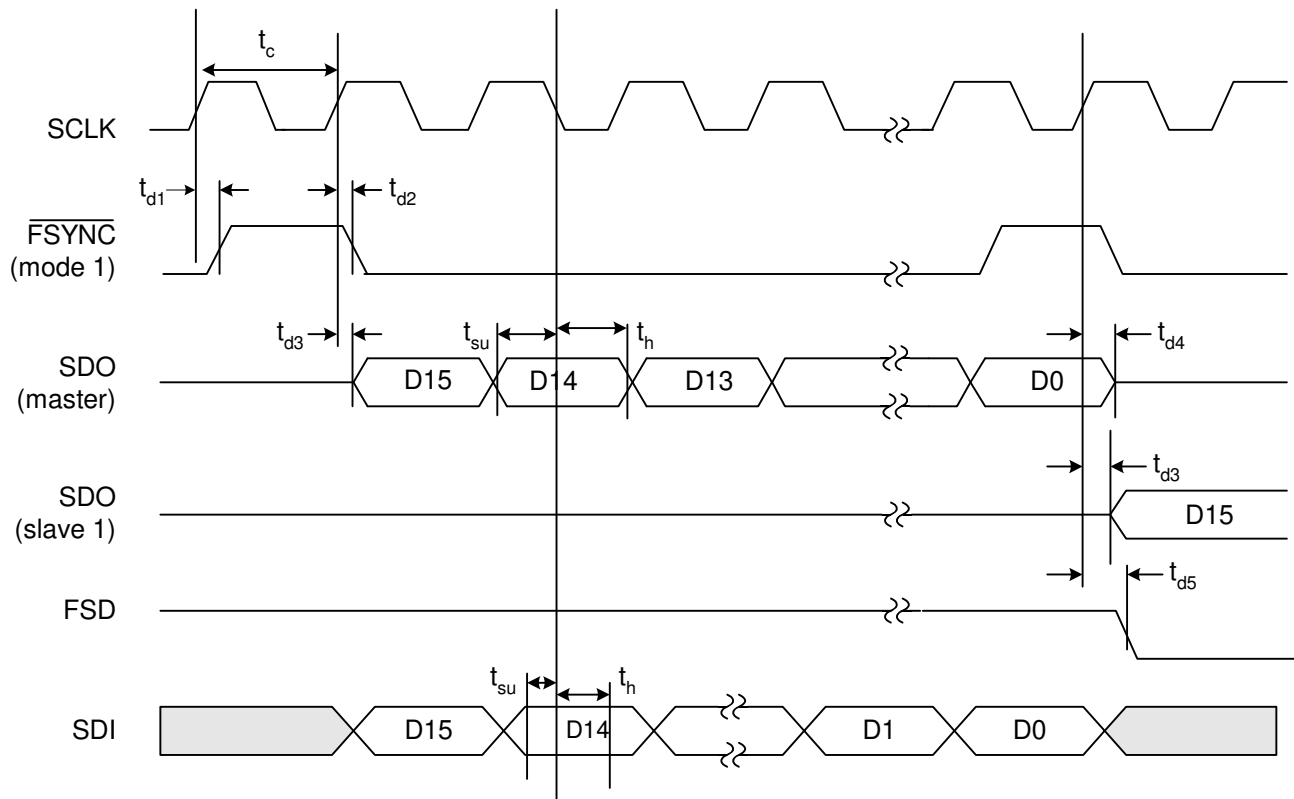 t_c
SCLK
t_d1
t_d2
FSYNC
(mode 1)
t_d3
t_su
t_h
t_d4
SDO
(master)
D15
D14
D13
D0
t_d3
SDO
(slave 1)
D15
t_d5
FSD
t_su
t_h
SDI
D15
D14
D1
D0